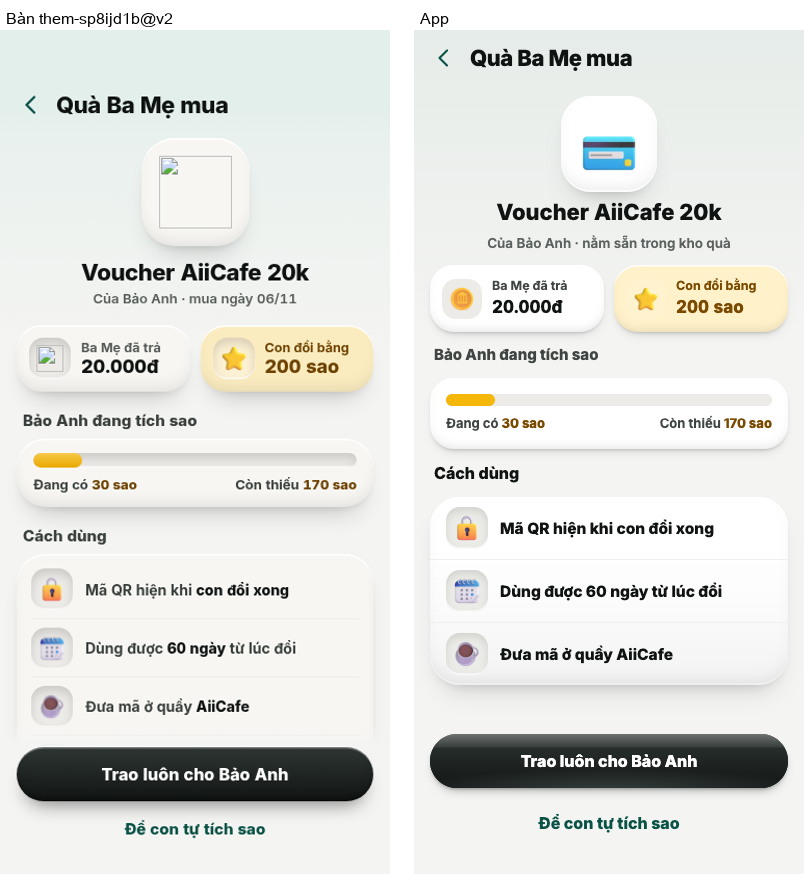 Bản them-sp8ijd1b@v2
Quà Ba Mẹ mua
Voucher AiiCafe 20k
Của Bảo Anh · mua ngày 06/11
Ba Mẹ đã trả
20.000đ
Con đổi bằng
200 sao
Bảo Anh đang tích sao
Đang có 30 sao
Còn thiếu 170 sao
Cách dùng
Mã QR hiện khi con đổi xong
Dùng được 60 ngày từ lúc đổi
Đưa mã ở quầy AiiCafe
Trao luôn cho Bảo Anh
Để con tự tích sao
App
Quà Ba Mẹ mua
Voucher AiiCafe 20k
Của Bảo Anh · nằm sẵn trong kho quà
Ba Mẹ đã trả
20.000đ
Con đổi bằng
200 sao
Bảo Anh đang tích sao
Đang có 30 sao
Còn thiếu 170 sao
Cách dùng
Mã QR hiện khi con đổi xong
Dùng được 60 ngày từ lúc đổi
Đưa mã ở quầy AiiCafe
Trao luôn cho Bảo Anh
Để con tự tích sao